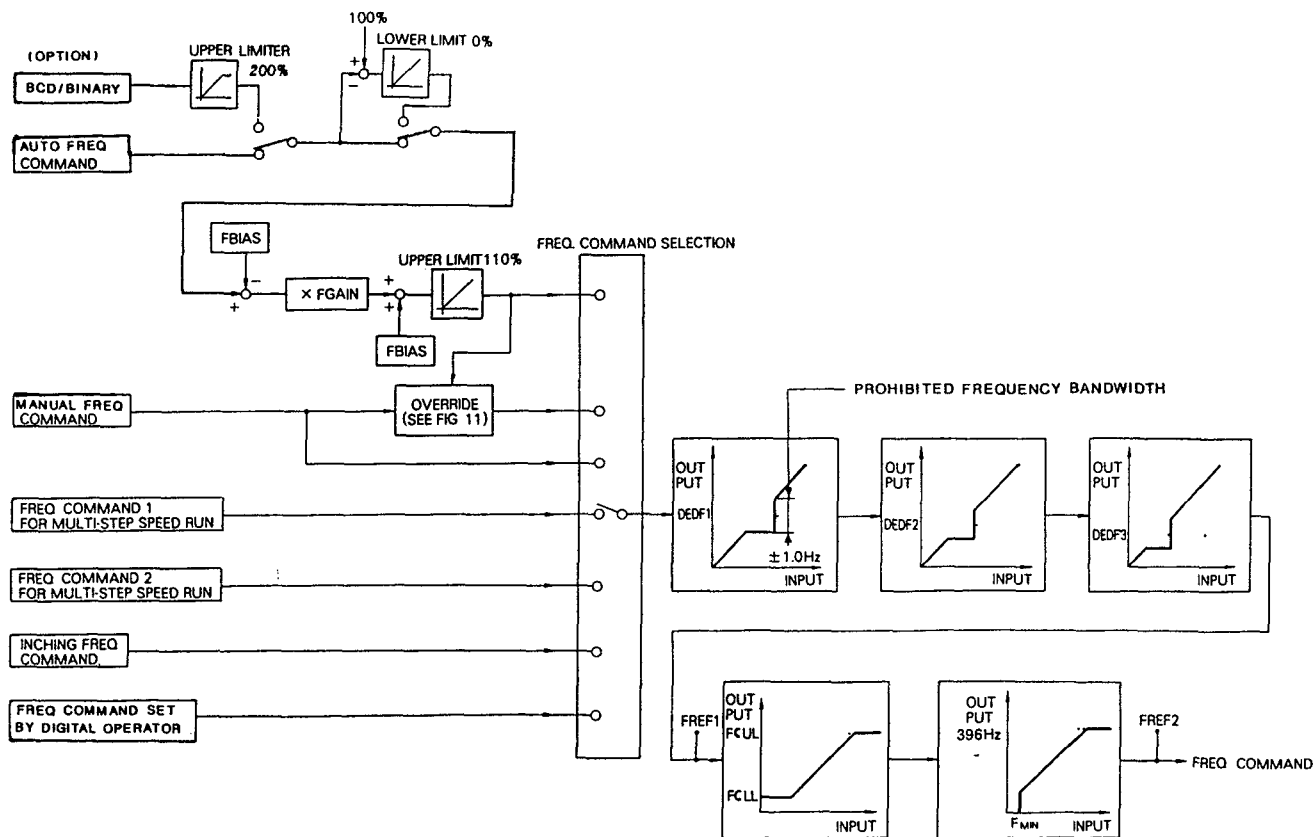 100%
LOWER LIMIT 0%
+
−
(OPTION)
UPPER LIMITER
200%
BCD/BINARY
AUTO FREQ
COMMAND
FBIAS
−
+
× FGAIN
+
+
FBIAS
UPPER LIMIT110%
FREQ. COMMAND SELECTION
MANUAL FREQ
COMMAND
OVERRIDE
(SEE FIG 11)
FREQ COMMAND 1
FOR MULTI-STEP SPEED RUN
FREQ COMMAND 2
FOR MULTI-STEP SPEED RUN
INCHING FREQ
COMMAND
FREQ COMMAND SET
BY DIGITAL OPERATOR
PROHIBITED FREQUENCY BANDWIDTH
OUT
PUT
DEDF1
±1.0Hz
INPUT
OUT
PUT
DEDF2
INPUT
OUT
PUT
DEDF3
INPUT
FREF1
OUT
PUT
FCUL
FCLL
INPUT
OUT
PUT
396Hz
FMIN
INPUT
FREF2
FREQ COMMAND